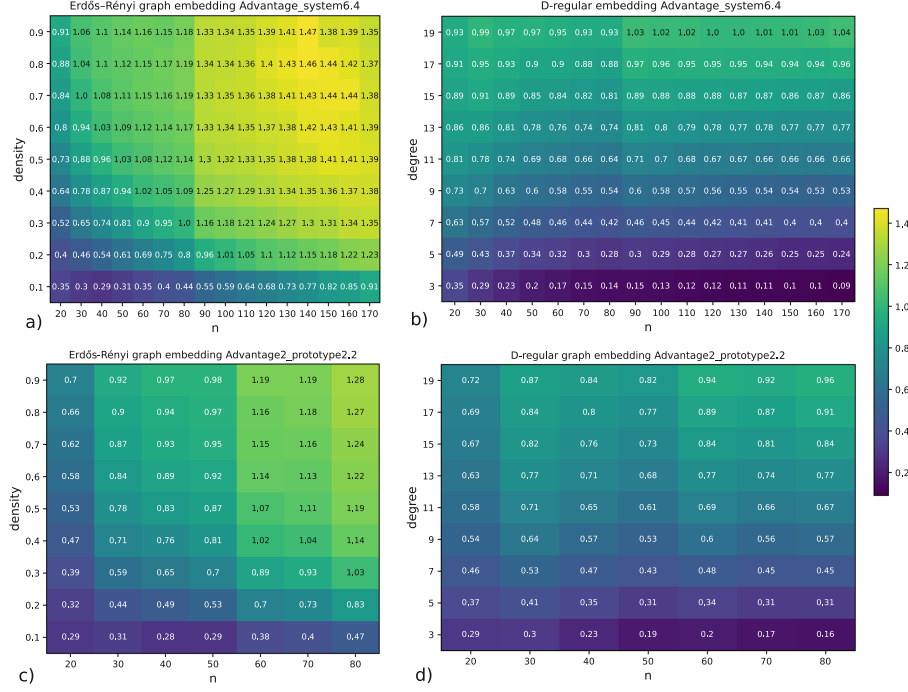 Erdős-Rényi graph embedding Advantage_system6.4
0.9 0.91 1.06 1.1 1.14 1.16 1.15 1.18 1.33 1.34 1.35 1.39 1.41 1.47 1.38 1.39 1.35
0.8 0.88 1.04 1.1 1.12 1.15 1.17 1.19 1.33 1.34 1.36 1.4 1.43 1.46 1.44 1.42 1.37
0.7 0.84 1.0 1.08 1.11 1.15 1.16 1.19 1.33 1.35 1.36 1.38 1.41 1.43 1.44 1.44 1.38
0.6 0.8 0.94 1.03 1.09 1.12 1.14 1.17 1.33 1.34 1.35 1.37 1.39 1.42 1.43 1.41 1.39
0.5 0.73 0.88 0.96 1.03 1.08 1.12 1.14 1.3 1.32 1.33 1.35 1.38 1.38 1.41 1.41 1.39
0.4 0.64 0.78 0.87 0.94 1.02 1.05 1.09 1.25 1.27 1.29 1.31 1.34 1.35 1.36 1.37 1.38
0.3 0.52 0.65 0.74 0.81 0.9 0.95 1.0 1.16 1.18 1.21 1.24 1.27 1.3 1.31 1.34 1.35
0.2 0.4 0.46 0.54 0.61 0.69 0.75 0.8 0.96 1.01 1.05 1.1 1.12 1.15 1.18 1.22 1.23
0.1 0.35 0.3 0.29 0.31 0.35 0.4 0.44 0.55 0.59 0.64 0.68 0.73 0.77 0.82 0.85 0.91
20 30 40 50 60 70 80 90 100 110 120 130 140 150 160 170
density
n
a)
D-regular embedding Advantage_system6.4
19 0.93 0.99 0.97 0.97 0.95 0.93 0.93 1.03 1.02 1.02 1.0 1.0 1.01 1.01 1.03 1.04
17 0.91 0.95 0.93 0.9 0.9 0.88 0.88 0.97 0.96 0.95 0.95 0.95 0.94 0.94 0.94 0.96
15 0.89 0.91 0.89 0.85 0.84 0.82 0.81 0.89 0.88 0.88 0.88 0.87 0.87 0.88 0.87 0.86
13 0.86 0.86 0.81 0.78 0.76 0.74 0.74 0.81 0.8 0.79 0.78 0.77 0.78 0.78 0.77 0.77
11 0.81 0.78 0.74 0.69 0.68 0.66 0.64 0.71 0.7 0.68 0.67 0.67 0.66 0.66 0.66 0.66
9 0.73 0.7 0.63 0.6 0.58 0.55 0.54 0.6 0.58 0.57 0.56 0.55 0.54 0.54 0.53 0.53
7 0.63 0.57 0.52 0.48 0.46 0.44 0.42 0.46 0.45 0.44 0.42 0.41 0.41 0.4 0.4 0.4
5 0.49 0.43 0.37 0.34 0.32 0.3 0.28 0.3 0.29 0.28 0.27 0.27 0.26 0.25 0.25 0.24
3 0.35 0.29 0.23 0.2 0.17 0.15 0.14 0.15 0.13 0.12 0.12 0.11 0.11 0.1 0.1 0.09
20 30 40 50 60 70 80 90 100 110 120 130 140 150 160 170
degree
n
b)
Erdős-Rényi graph embedding Advantage2_prototype2.2
0.9 0.7 0.92 0.97 0.98 1.19 1.19 1.28
0.8 0.66 0.9 0.94 0.97 1.16 1.18 1.27
0.7 0.62 0.87 0.93 0.95 1.15 1.16 1.24
0.6 0.58 0.84 0.89 0.92 1.14 1.13 1.22
0.5 0.53 0.78 0.83 0.87 1.07 1.11 1.19
0.4 0.47 0.71 0.76 0.81 1.02 1.04 1.14
0.3 0.39 0.59 0.65 0.7 0.89 0.93 1.03
0.2 0.32 0.44 0.49 0.53 0.7 0.73 0.83
0.1 0.29 0.31 0.28 0.29 0.38 0.4 0.47
20 30 40 50 60 70 80
density
n
c)
D-regular graph embedding Advantage2_prototype2.2
19 0.72 0.87 0.84 0.82 0.94 0.92 0.96
17 0.69 0.84 0.8 0.77 0.89 0.87 0.91
15 0.67 0.82 0.76 0.73 0.84 0.81 0.84
13 0.63 0.77 0.71 0.68 0.77 0.74 0.77
11 0.58 0.71 0.65 0.61 0.69 0.66 0.67
9 0.54 0.64 0.57 0.53 0.6 0.56 0.57
7 0.46 0.53 0.47 0.43 0.48 0.45 0.45
5 0.37 0.41 0.35 0.31 0.34 0.31 0.31
3 0.29 0.3 0.23 0.19 0.2 0.17 0.16
20 30 40 50 60 70 80
degree
n
d)
1.4
1.2
1.0
0.8
0.6
0.4
0.2